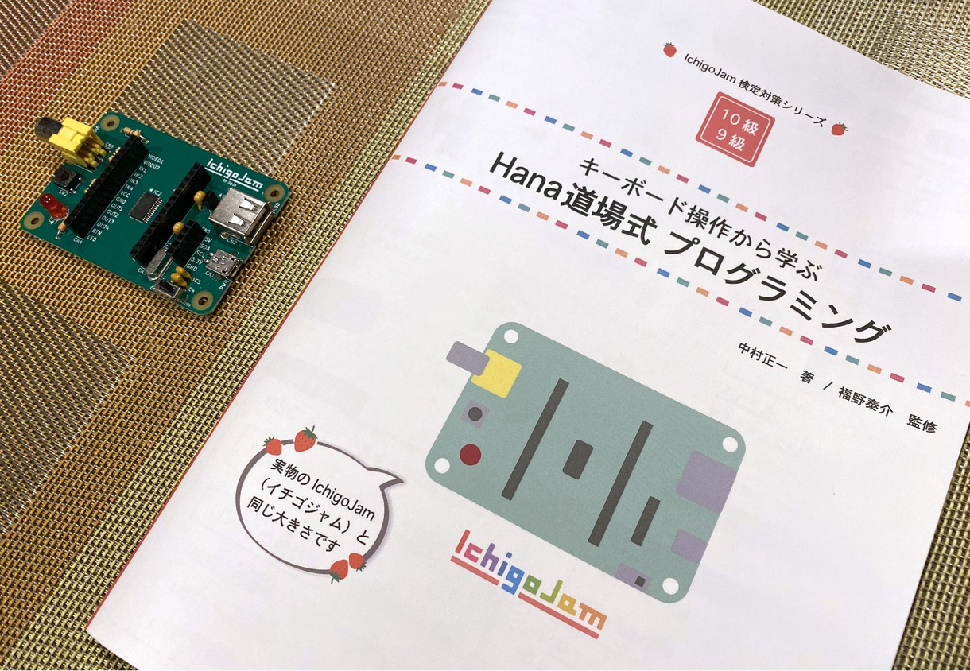 IchigoJam
IchigoJam 検定対策シリーズ
10級
9級
キーボード操作から学ぶ
Hana道場式 プログラミング
中村正一 著 / 福野泰介 監修
実物の IchigoJam
(イチゴジャム) と
同じ大きさです
IchigoJam